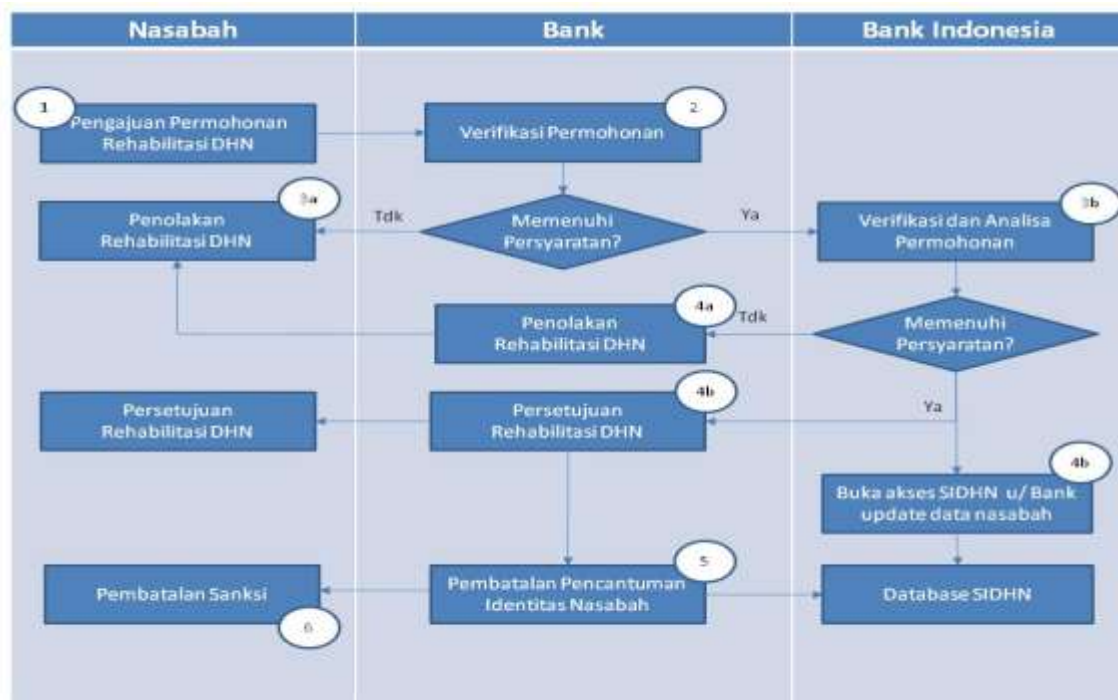 Nasabah
Bank
Bank Indonesia
1
Pengajuan Permohonan
Rehabilitasi DHN
2
Verifikasi Permohonan
3a
Penolakan
Rehabilitasi DHN
Tdk
Memenuhi
Persyaratan?
Ya
3b
Verifikasi dan Analisa
Permohonan
4a
Penolakan
Rehabilitasi DHN
Tdk
Memenuhi
Persyaratan?
Persetujuan
Rehabilitasi DHN
4b
Persetujuan
Rehabilitasi DHN
Ya
4b
Buka akses SIDHN u/ Bank
update data nasabah
Pembatalan Sanksi
6
5
Pembatalan Pencantuman
Identitas Nasabah
Database SIDHN